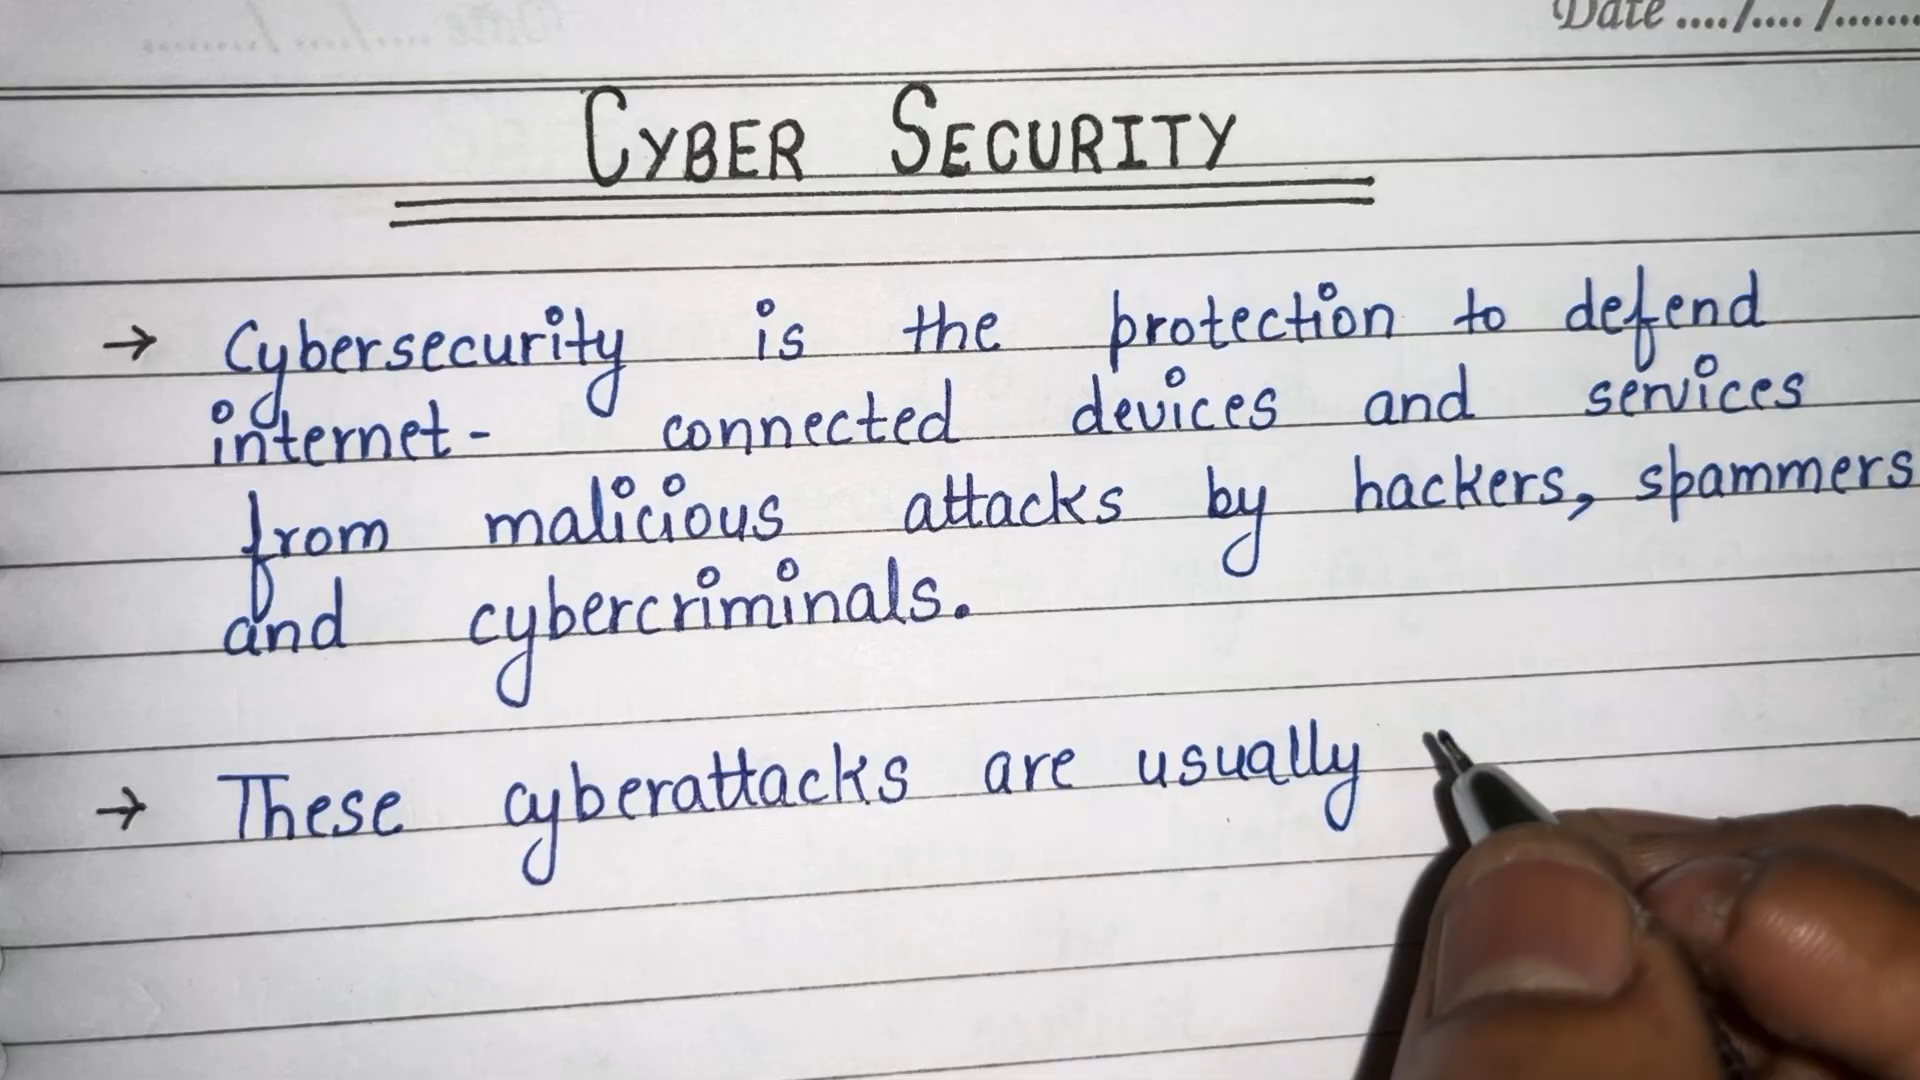 Date ..../..../.......
CYBER SECURITY
→ Cybersecurity is the protection to defend
internet- connected devices and services
from malicious attacks by hackers, spammers
and cybercriminals.
→ These cyberattacks are usually